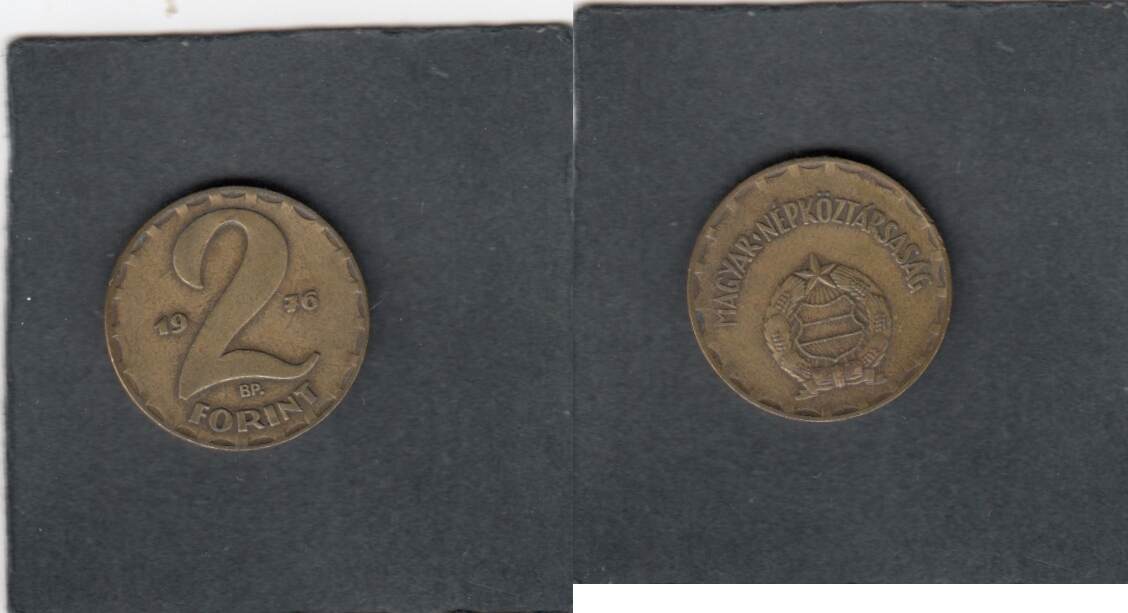 2
19 76
BP.
FORINT
MAGYAR·NÉPKÖZTÁRSASÁG